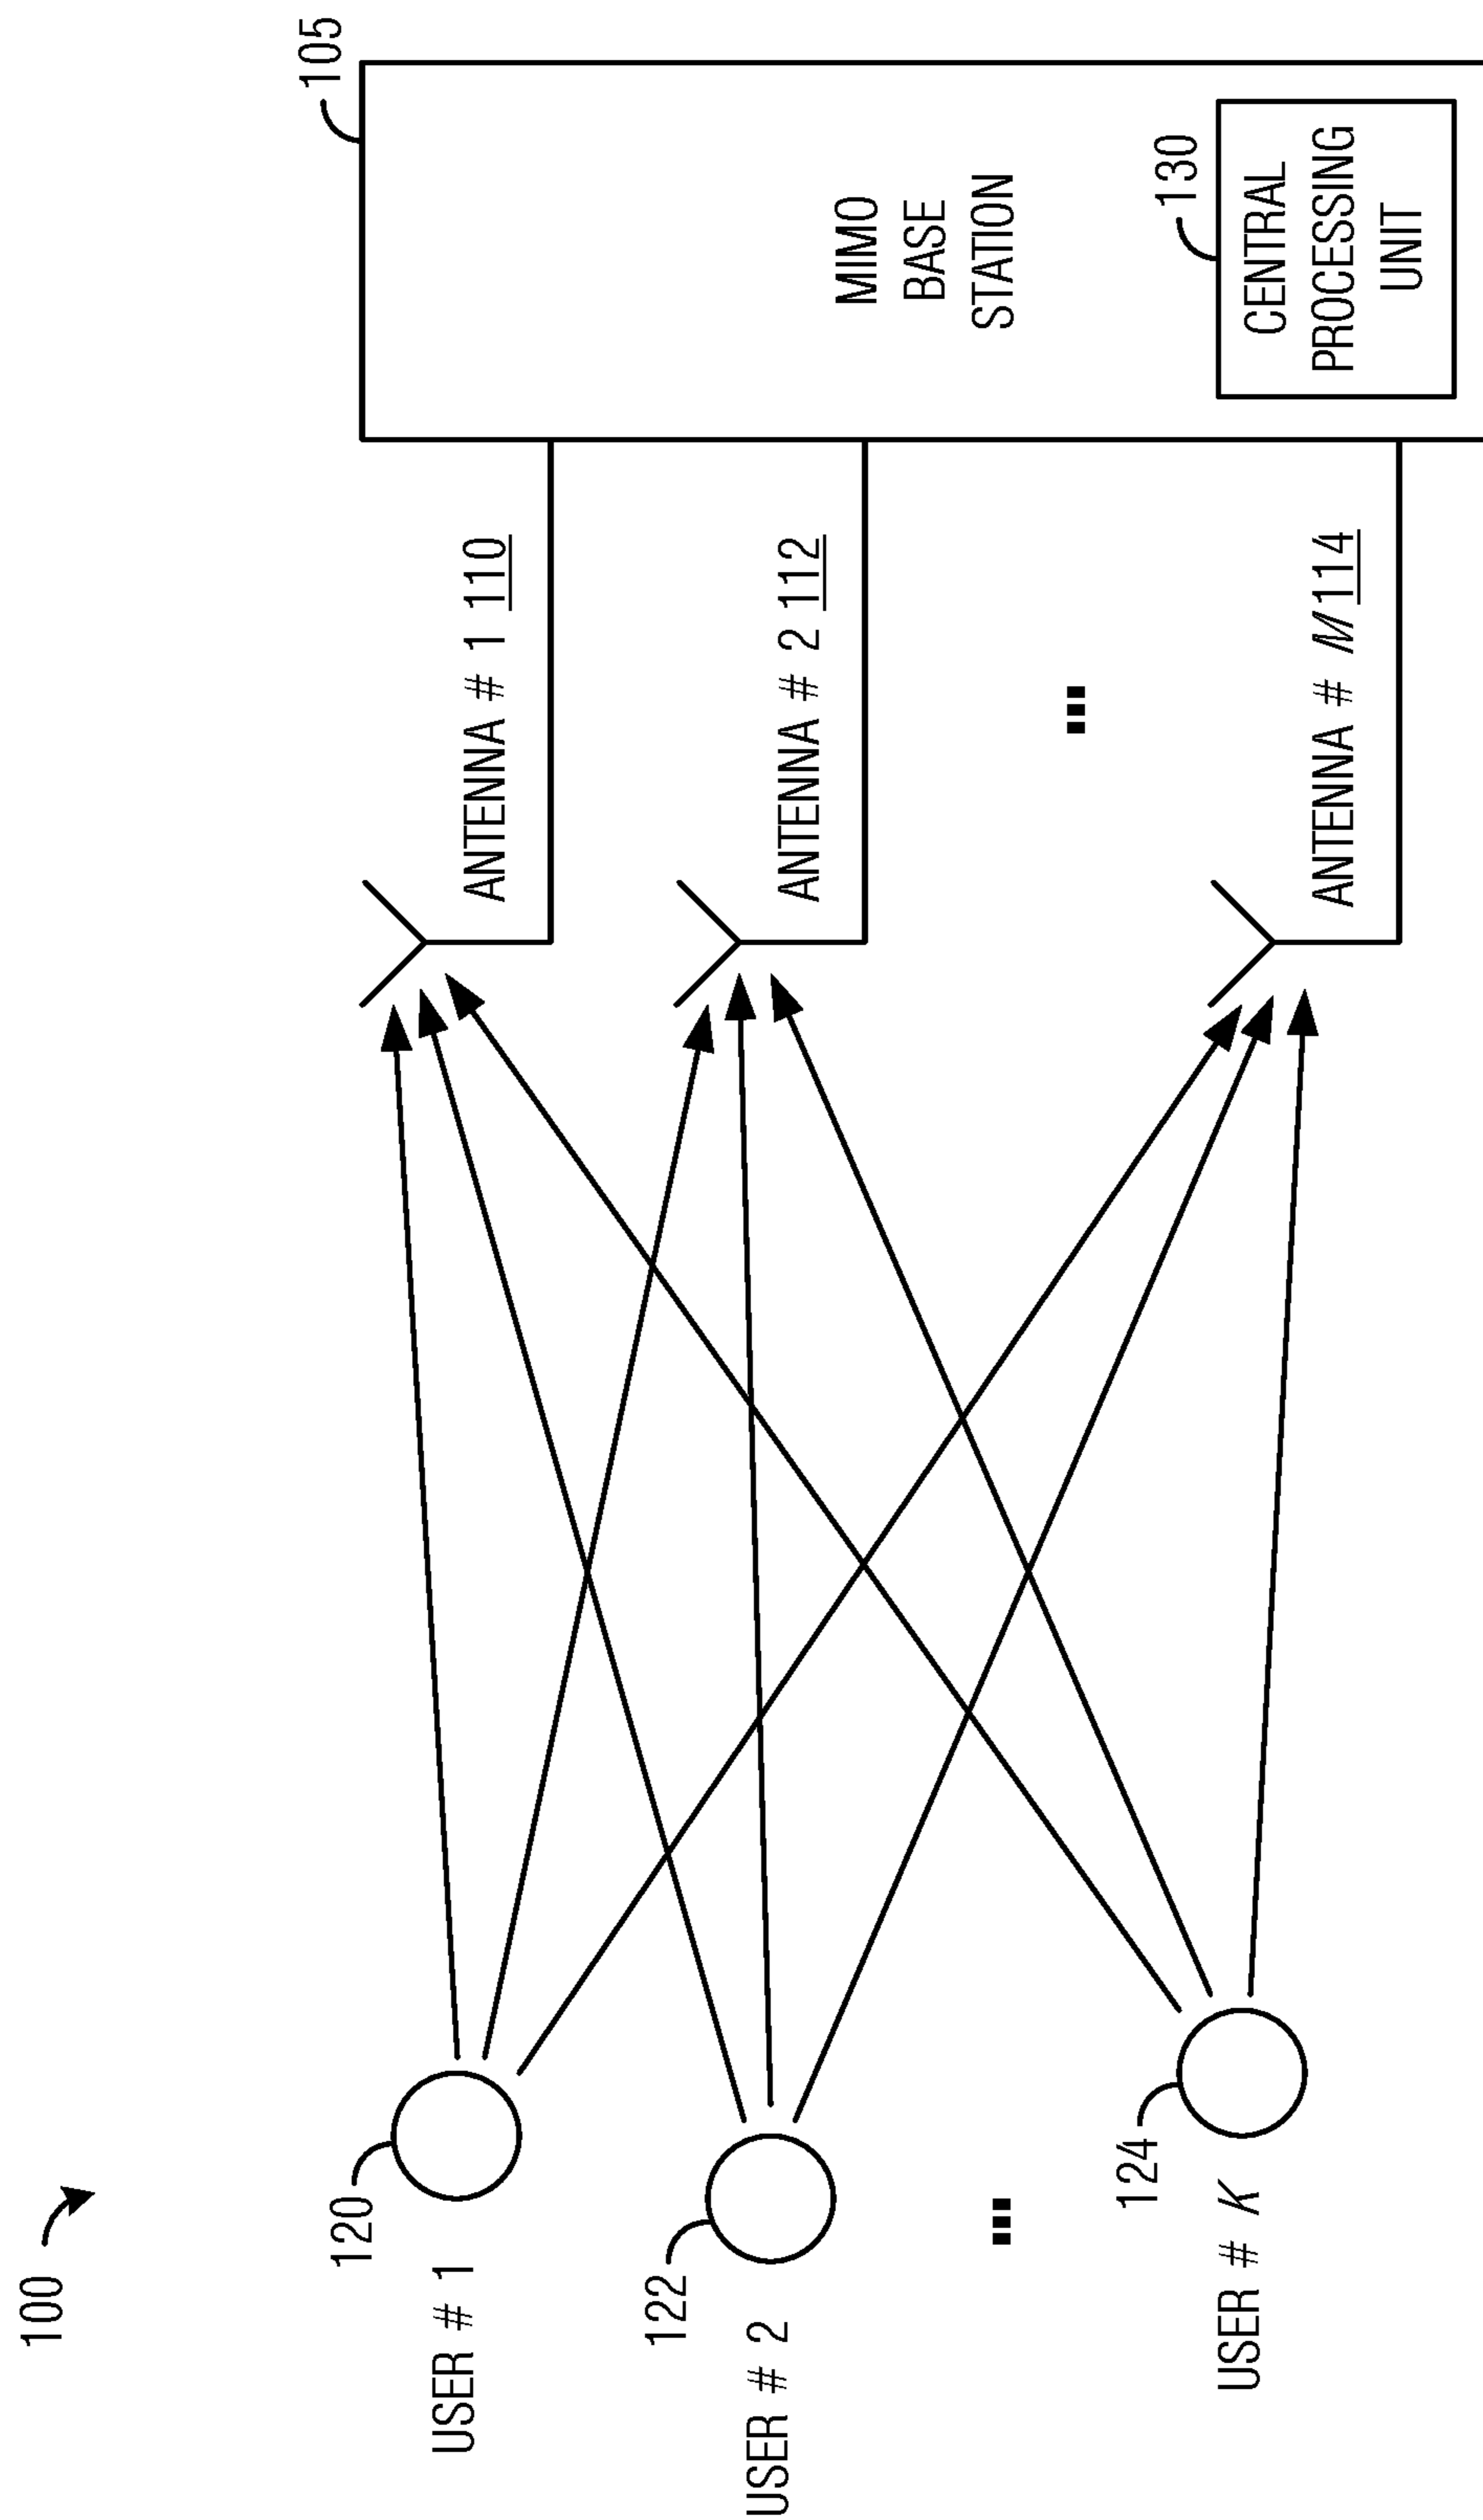 100
120
USER # 1
122
USER # 2
124
USER # K
ANTENNA # 1 110
ANTENNA # 2 112
ANTENNA # M 114
105
MIMO
BASE
STATION
130
CENTRAL
PROCESSING
UNIT